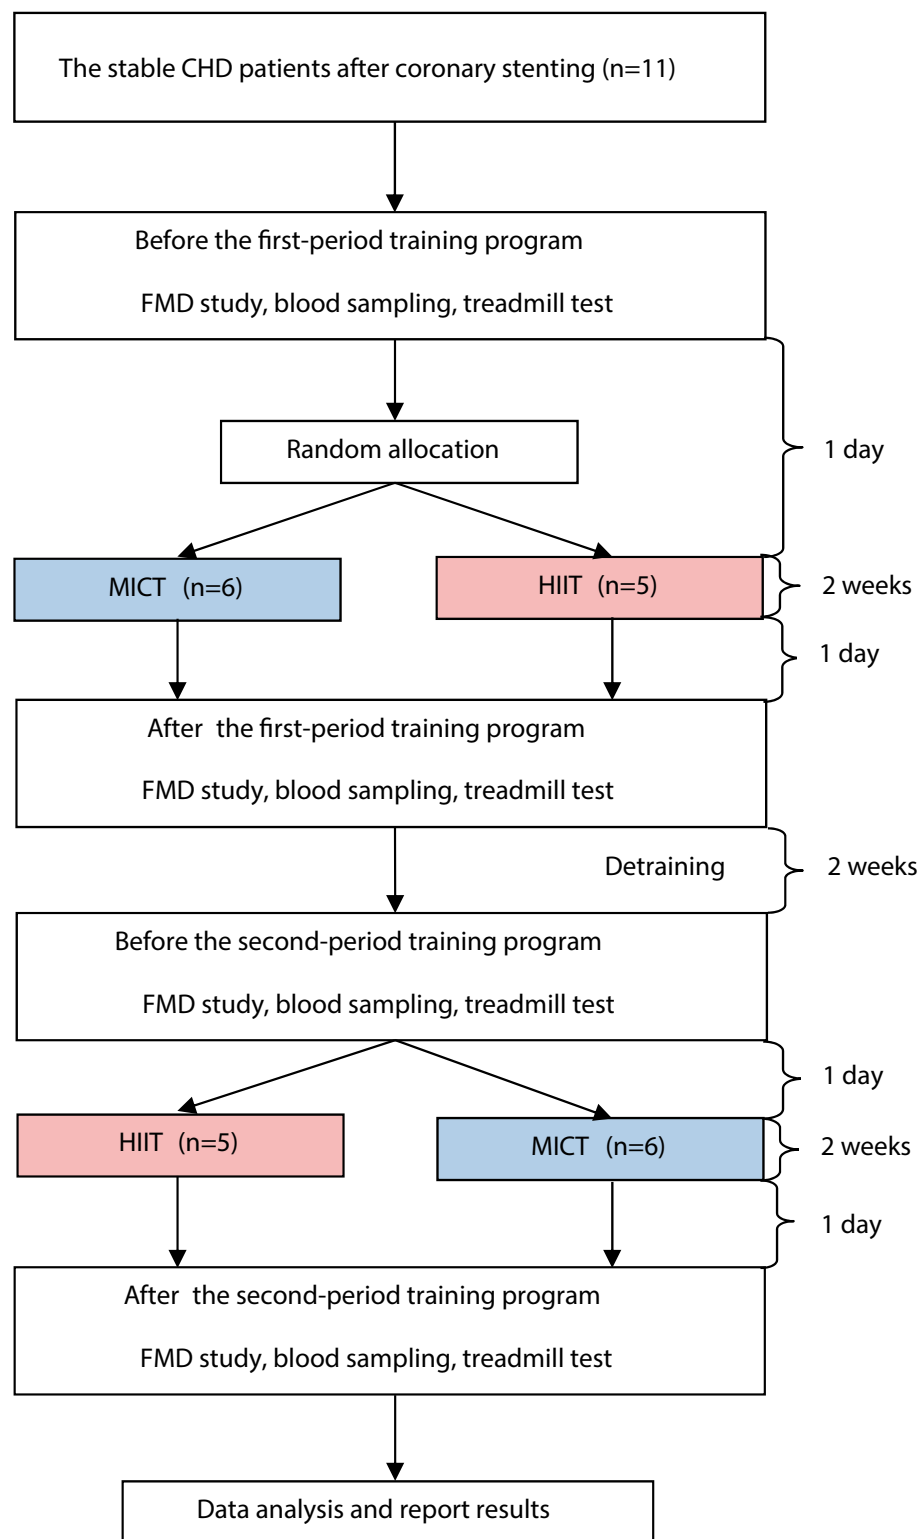 The stable CHD patients after coronary stenting (n=11)
Before the first-period training program
FMD study, blood sampling, treadmill test
Random allocation
1 day
MICT (n=6)
HIIT (n=5)
2 weeks
1 day
After the first-period training program
FMD study, blood sampling, treadmill test
Detraining
2 weeks
Before the second-period training program
FMD study, blood sampling, treadmill test
1 day
HIIT (n=5)
MICT (n=6)
2 weeks
1 day
After the second-period training program
FMD study, blood sampling, treadmill test
Data analysis and report results